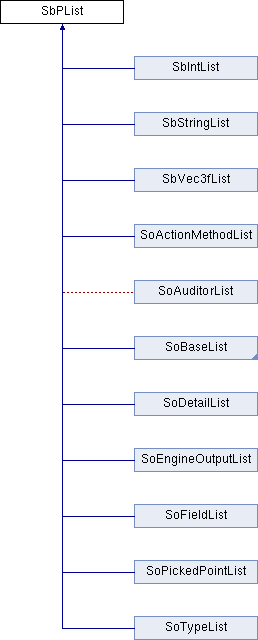 SbPList
SbIntList
SbStringList
SbVec3fList
SoActionMethodList
SoAuditorList
SoBaseList
SoDetailList
SoEngineOutputList
SoFieldList
SoPickedPointList
SoTypeList